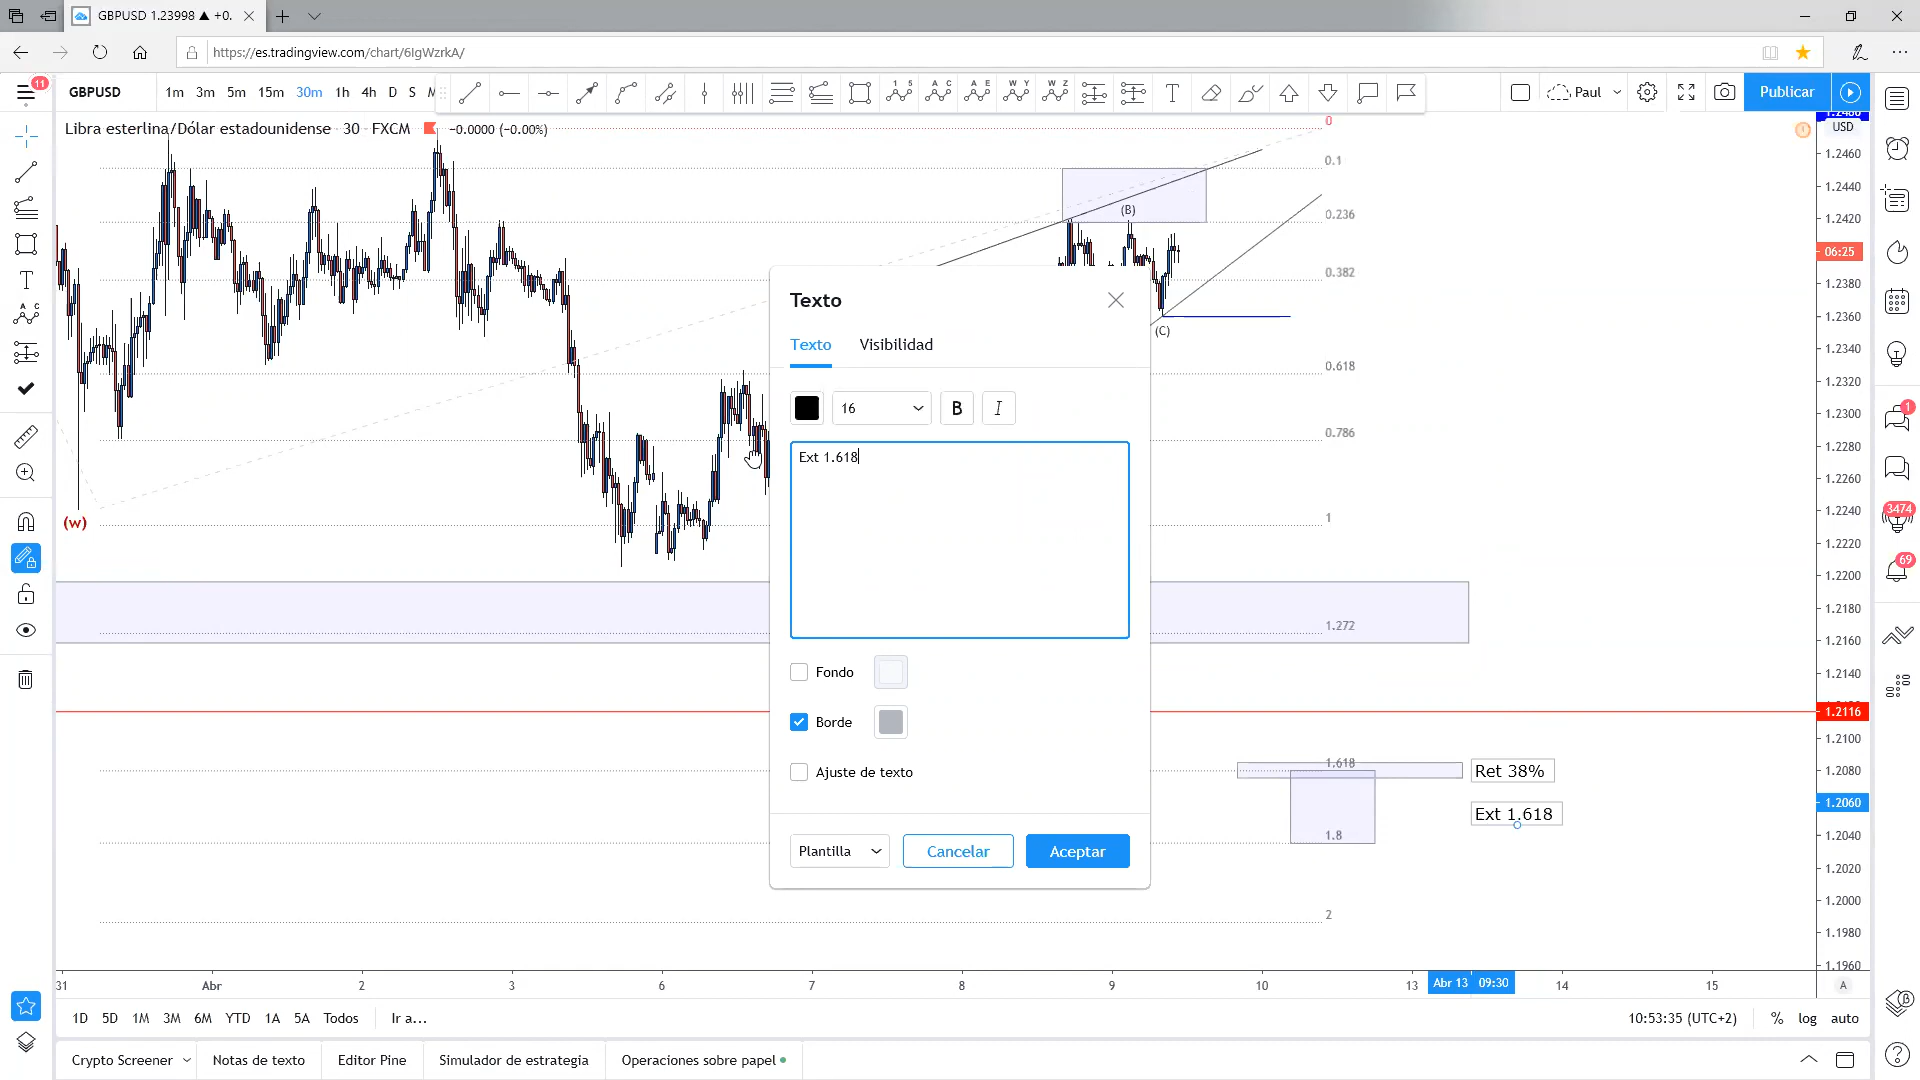 GBPUSD 1.23998 ▲ +0.
https://es.tradingview.com/chart/6IgWzrkA/
11
GBPUSD
1m 3m 5m 15m 30m 1h 4h D S M
1 5
A C
A E
W Y
W Z
T
Paul
Publicar
Libra esterlina/Dólar estadounidense · 30 · FXCM
−0.0000 (−0.00%)
USD
1.2460
1.2440
1.2420
06:25
1.2380
1.2360
1.2340
1.2320
1.2300
1.2280
1.2260
1.2240
1.2220
1.2200
1.2180
1.2160
1.2140
1.2116
1.2100
1.2080
1.2060
1.2040
1.2020
1.2000
1.1980
1.1960
0
0.1
0.236
0.382
0.618
0.786
1
1.272
1.618
1.8
2
(B)
(C)
(w)
T
A C
Texto
Texto Visibilidad
16 B I
Ext 1.618
Fondo
Borde
Ajuste de texto
Plantilla Cancelar Aceptar
Ret 38%
Ext 1.618
1
3474
69
31 Abr 2 3 6 7 8 9 10 13 Abr 13 09:30 14 15
A
1D 5D 1M 3M 6M YTD 1A 5A Todos Ir a...
10:53:35 (UTC+2) % log auto
Crypto Screener Notas de texto Editor Pine Simulador de estrategia Operaciones sobre papel